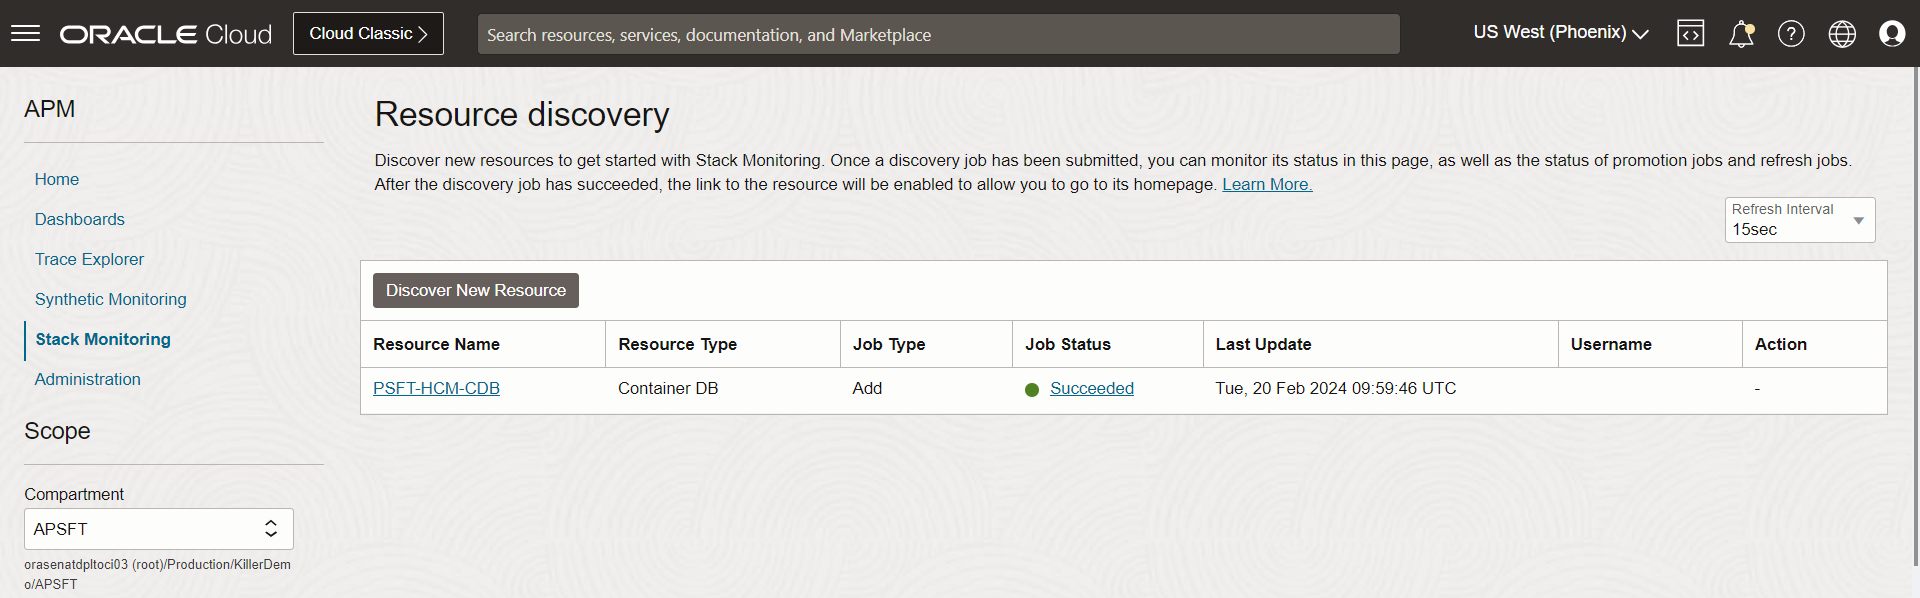 ORACLE Cloud
Cloud Classic
Search resources, services, documentation, and Marketplace
US West (Phoenix)
APM
Home
Dashboards
Trace Explorer
Synthetic Monitoring
Stack Monitoring
Administration
Scope
Compartment
APSFT
orasenatdpltoci03 (root)/Production/KillerDem
o/APSFT
Resource discovery
Discover new resources to get started with Stack Monitoring. Once a discovery job has been submitted, you can monitor its status in this page, as well as the status of promotion jobs and refresh jobs.
After the discovery job has succeeded, the link to the resource will be enabled to allow you to go to its homepage. Learn More.
Refresh Interval
15sec
Discover New Resource
Resource Name Resource Type Job Type Job Status Last Update Username Action
PSFT-HCM-CDB Container DB Add Succeeded Tue, 20 Feb 2024 09:59:46 UTC -